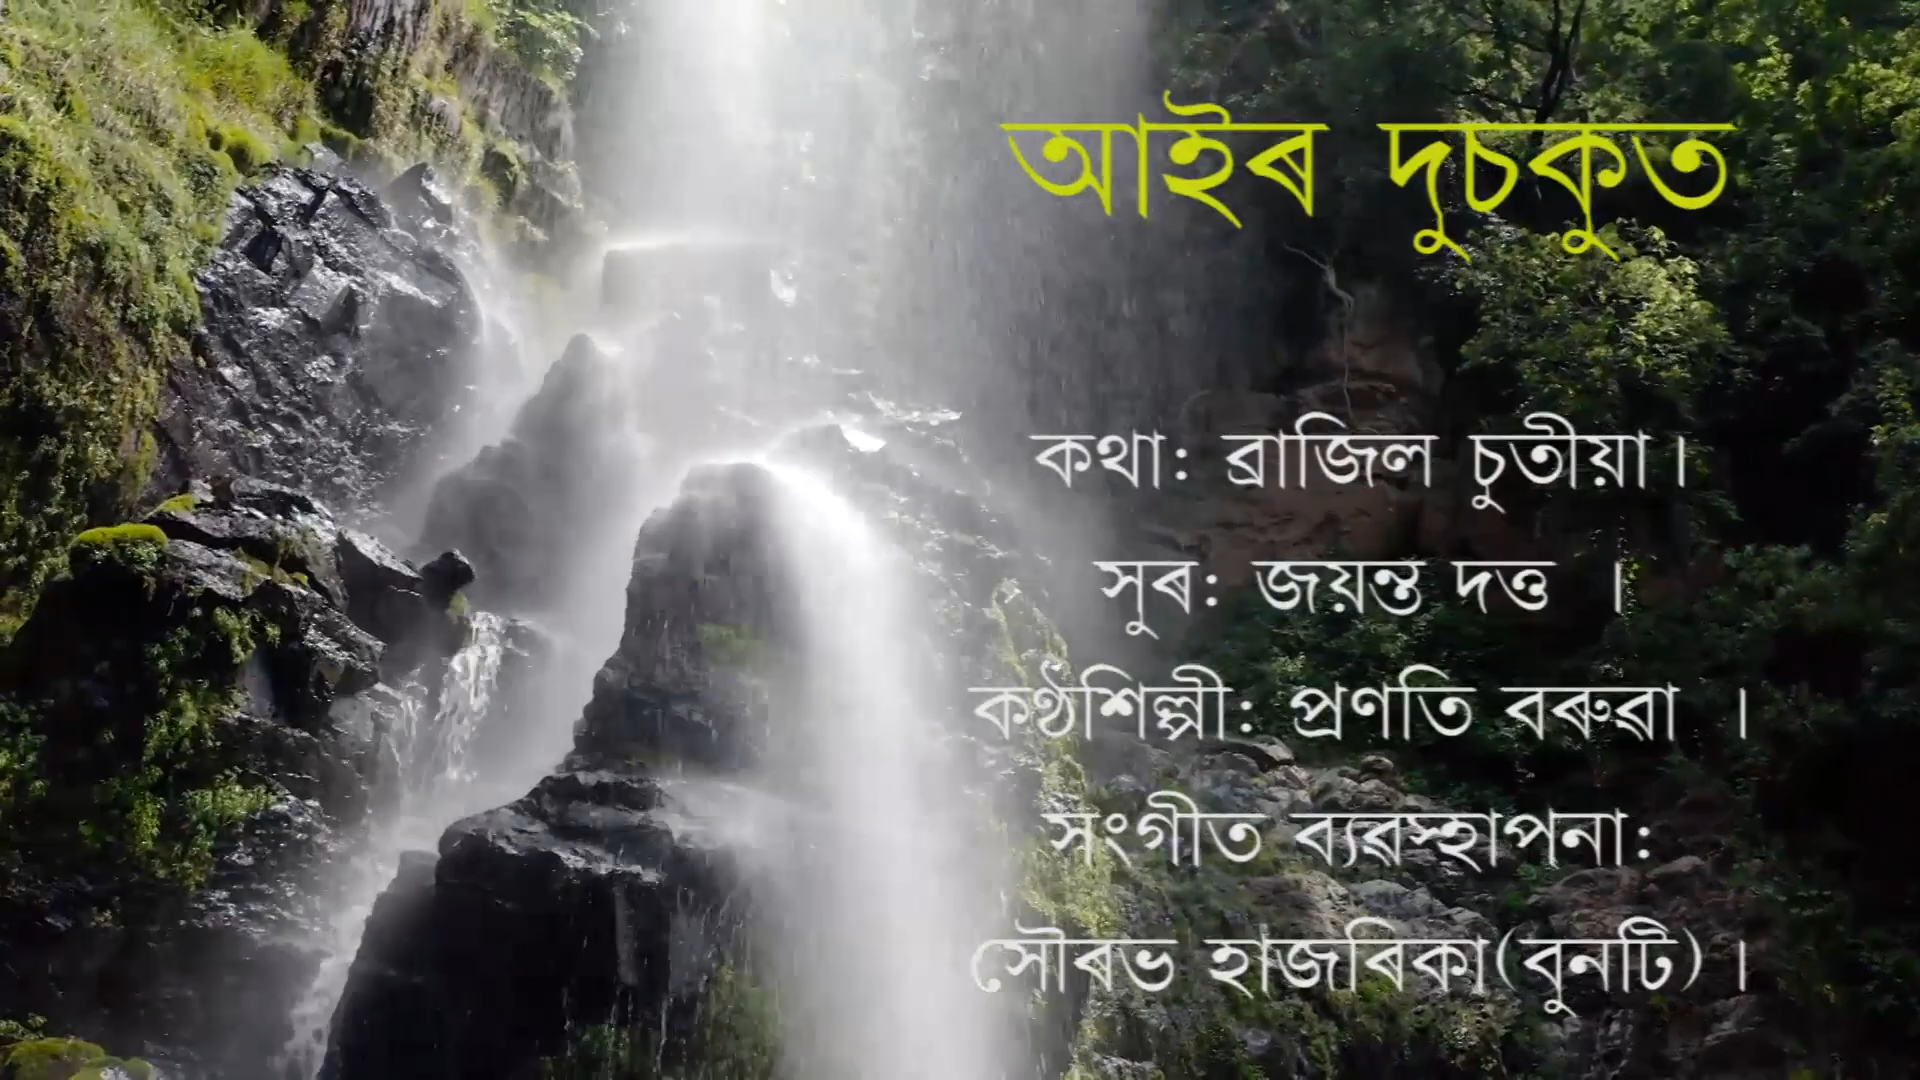 আইৰ দুচকুত
কথা: ব্ৰাজিল চুতীয়া।
সুৰ: জয়ন্ত দত্ত ।
কণ্ঠশিল্পী: প্ৰণতি বৰুৱা ।
সংগীত ব্যৱস্থাপনা:
সৌৰভ হাজৰিকা(বুনটি) ।